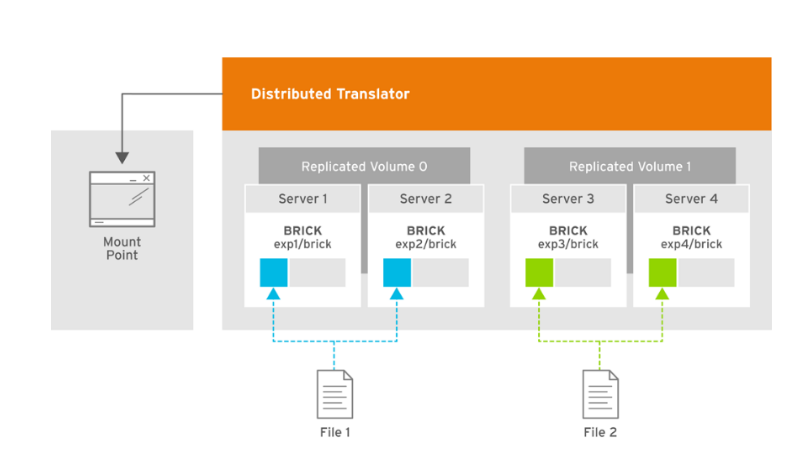 Distributed Translator
Replicated Volume 0
Replicated Volume 1
Server 1
Server 2
Server 3
Server 4
Mount
Point
BRICK
exp1/brick
BRICK
exp2/brick
BRICK
exp3/brick
BRICK
exp4/brick
File 1
File 2